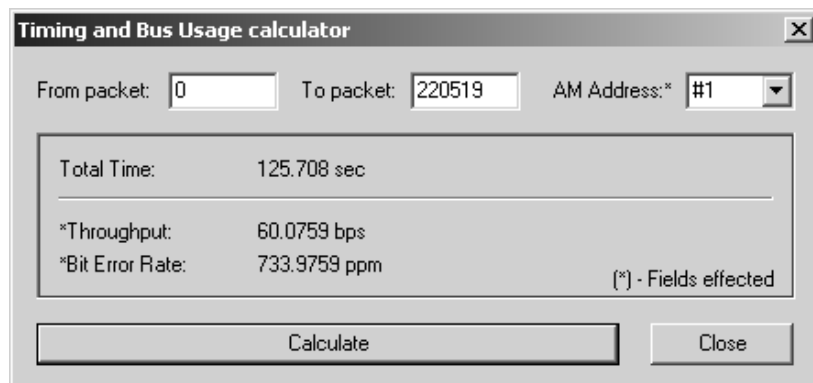 Timing and Bus Usage calculator
From packet: 0 To packet: 220519 AM Address:* #1
Total Time: 125.708 sec
*Throughput: 60.0759 bps
*Bit Error Rate: 733.9759 ppm
(*) - Fields effected
Calculate Close